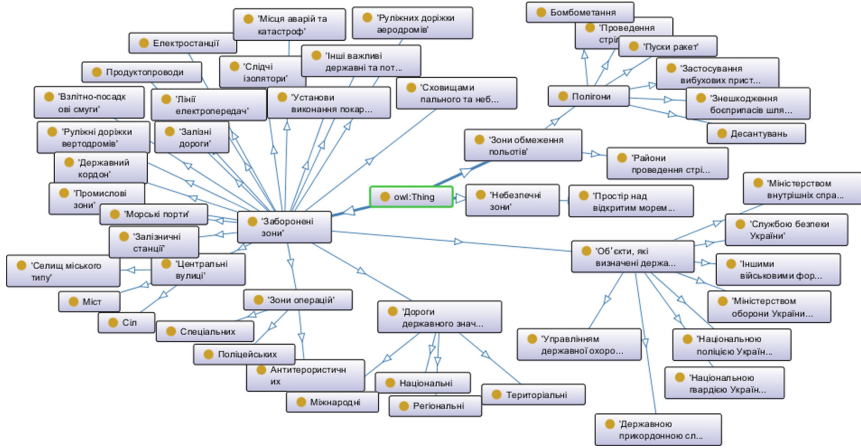 Бомбометання
'Місця аварій та
катастроф'
'Руліжних доріжки
аеродромів'
'Проведення
стріл
Електростанції
'Пуски ракет'
'Інші важливі
державні та пот...
Продуктопроводи
'Слідчі
ізолятори'
'Застосування
вибухових прист...
'Сховищами
пального та неб...
'Взлітно-посадк
ові смуги'
'Лінії
електропередач'
'Установи
виконання покар...
Полігони
'Знешкодження
боєприпасів шля...
'Руліжні доріжки
вертодромів'
'Залізні
дороги'
Десантувань
'Зони обмеження
польотів'
'Державний
кордон'
'Райони
проведення стрі...
'Промислові
зони'
owl:Thing
'Небезпечні
зони'
'Простір над
відкритим морем...
'Міністерством
внутрішніх спра...
'Морські порти'
'Заборонені
зони'
'Службою безпеки
України'
'Залізничні
станції'
'Об'єкти, які
визначені держа...
'Селищ міського
типу'
'Центральні
вулиці'
'Іншими
військовими фор...
Міст
'Зони операцій'
'Дороги
державного знач...
'Міністерством
оборони України...
Сіл
Спеціальних
'Управлінням
державної охоро...
'Національною
поліцією Україн...
Поліцейських
Антитерористичн
их
Національні
'Національною
гвардією Україн...
Міжнародні
Регіональні
Територіальні
'Державною
прикордонною сл...